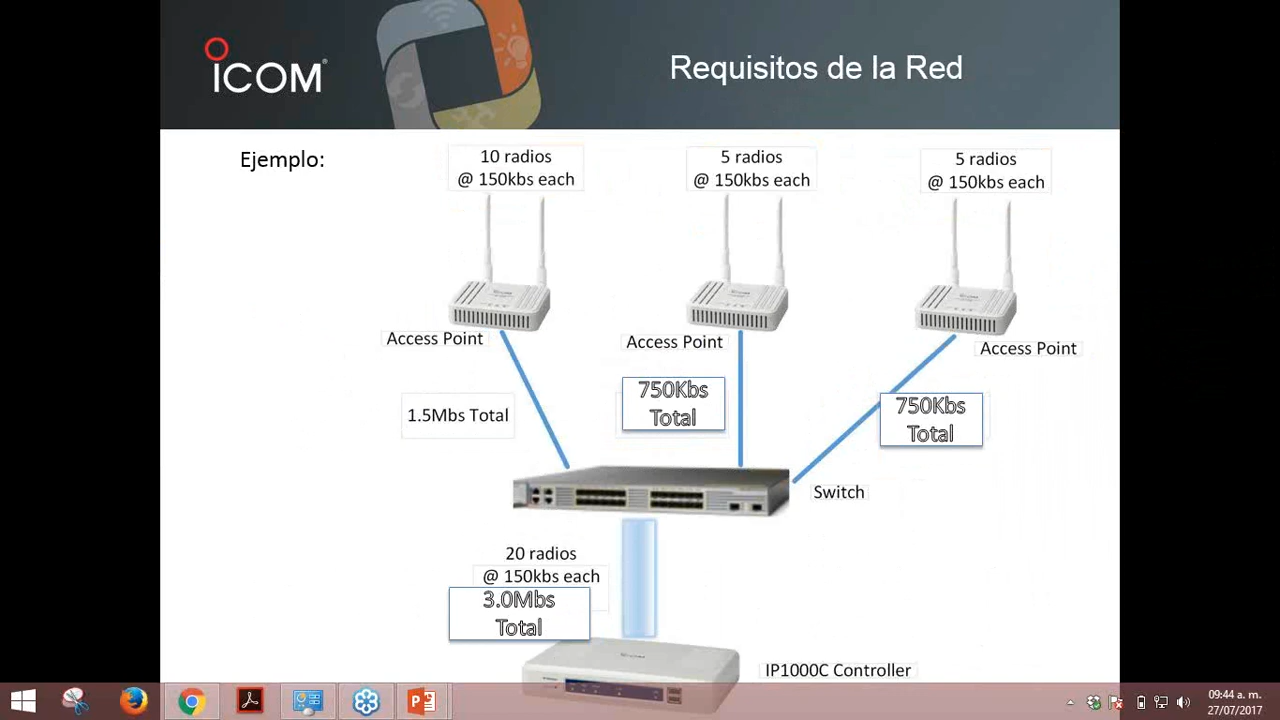 ICOM®
Requisitos de la Red
Ejemplo:
10 radios
@ 150kbs each
5 radios
@ 150kbs each
5 radios
@ 150kbs each
Access Point
Access Point
Access Point
1.5Mbs Total
750Kbs
Total
750Kbs
Total
Switch
20 radios
@ 150kbs each
3.0Mbs
Total
IP1000C Controller
09:44 a. m.
27/07/2017